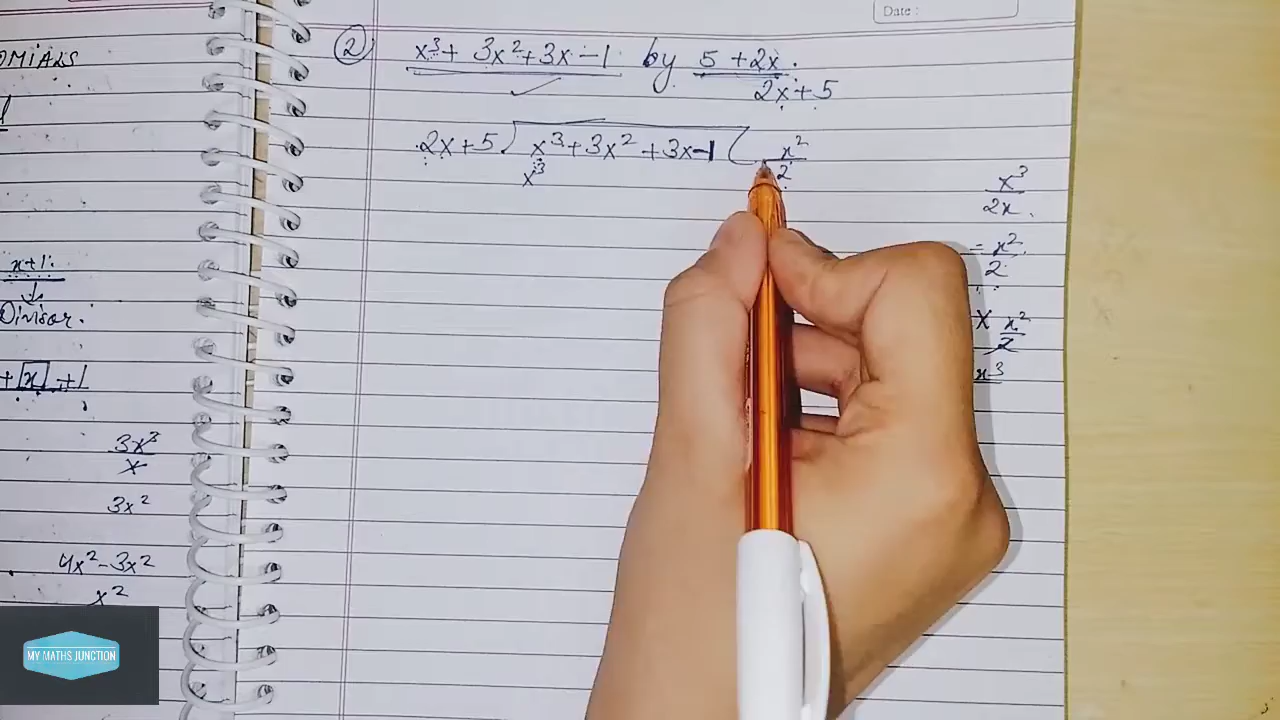 Date :
OMIALS
② x³ + 3x² + 3x - 1 by 5 + 2x.
2x + 5
2x + 5 ) x³ + 3x² + 3x - 1 ( x²/2
x³
x³/2x
= x²/2
× x²/2
x³
x+1
Divisor.
+ x + 1
3x³/x
3x²
4x² - 3x²
x²
MY MATHS JUNCTION